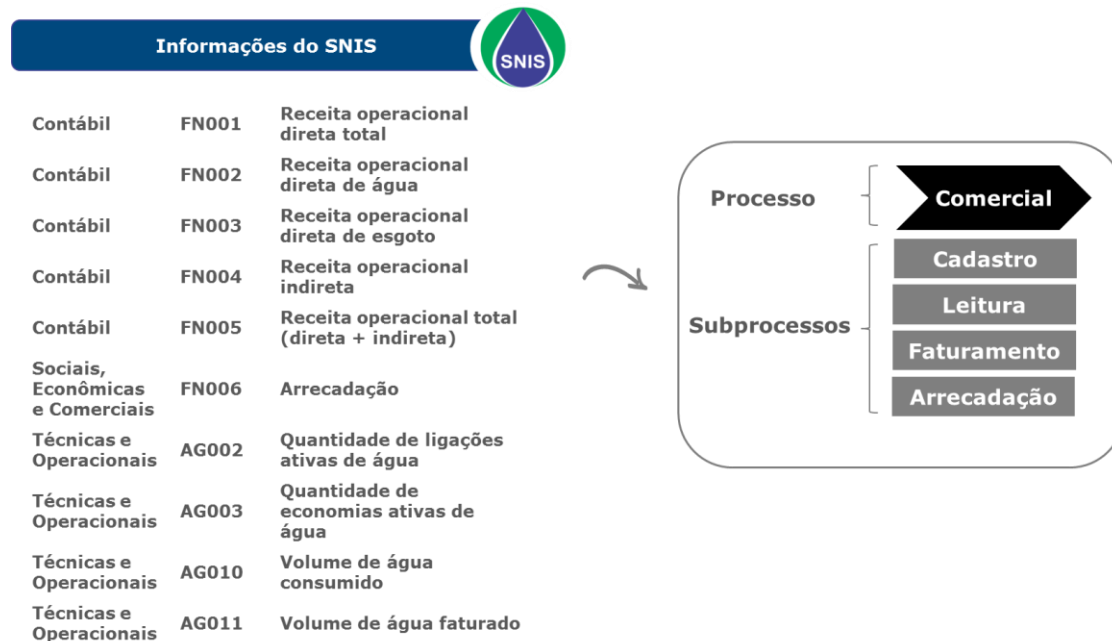 Informações do SNIS
SNIS
Contábil FN001 Receita operacional
direta total
Contábil FN002 Receita operacional
direta de água
Contábil FN003 Receita operacional
direta de esgoto
Contábil FN004 Receita operacional
indireta
Contábil FN005 Receita operacional total
(direta + indireta)
Sociais,
Econômicas
e Comerciais
FN006 Arrecadação
Técnicas e
Operacionais
AG002 Quantidade de ligações
ativas de água
Técnicas e
Operacionais
AG003 Quantidade de
economias ativas de
água
Técnicas e
Operacionais
AG010 Volume de água
consumido
Técnicas e
Operacionais
AG011 Volume de água faturado
Processo
Comercial
Subprocessos
Cadastro
Leitura
Faturamento
Arrecadação